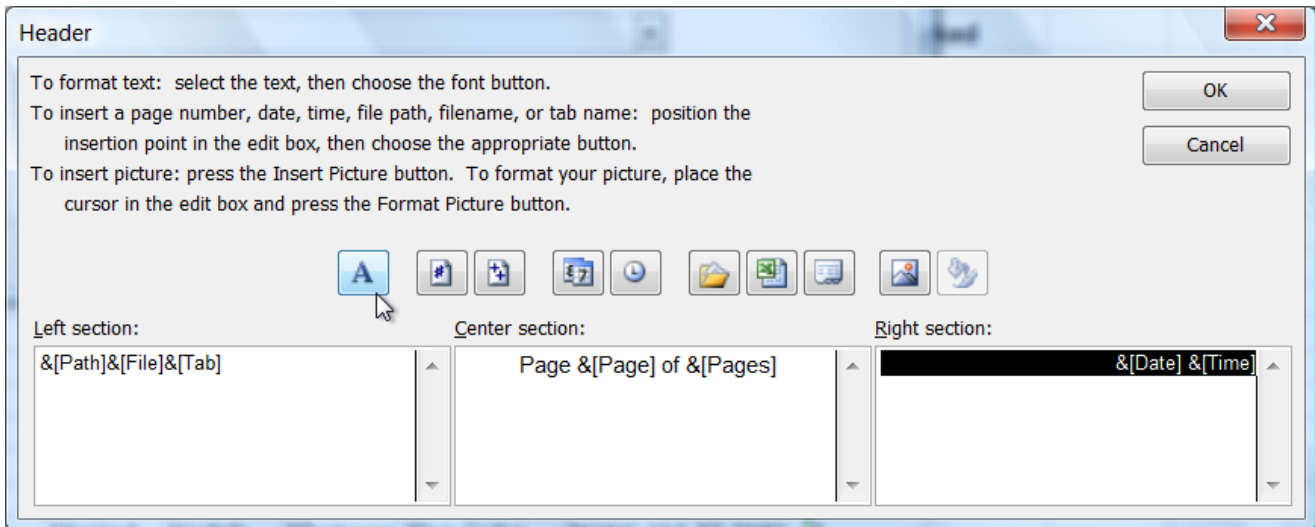 Header
To format text:  select the text, then choose the font button.
To insert a page number, date, time, file path, filename, or tab name:  position the
insertion point in the edit box, then choose the appropriate button.
To insert picture: press the Insert Picture button.  To format your picture, place the
cursor in the edit box and press the Format Picture button.
OK
Cancel
A
Left section:
Center section:
Right section:
&[Path]&[File]&[Tab]
Page &[Page] of &[Pages]
&[Date] &[Time]